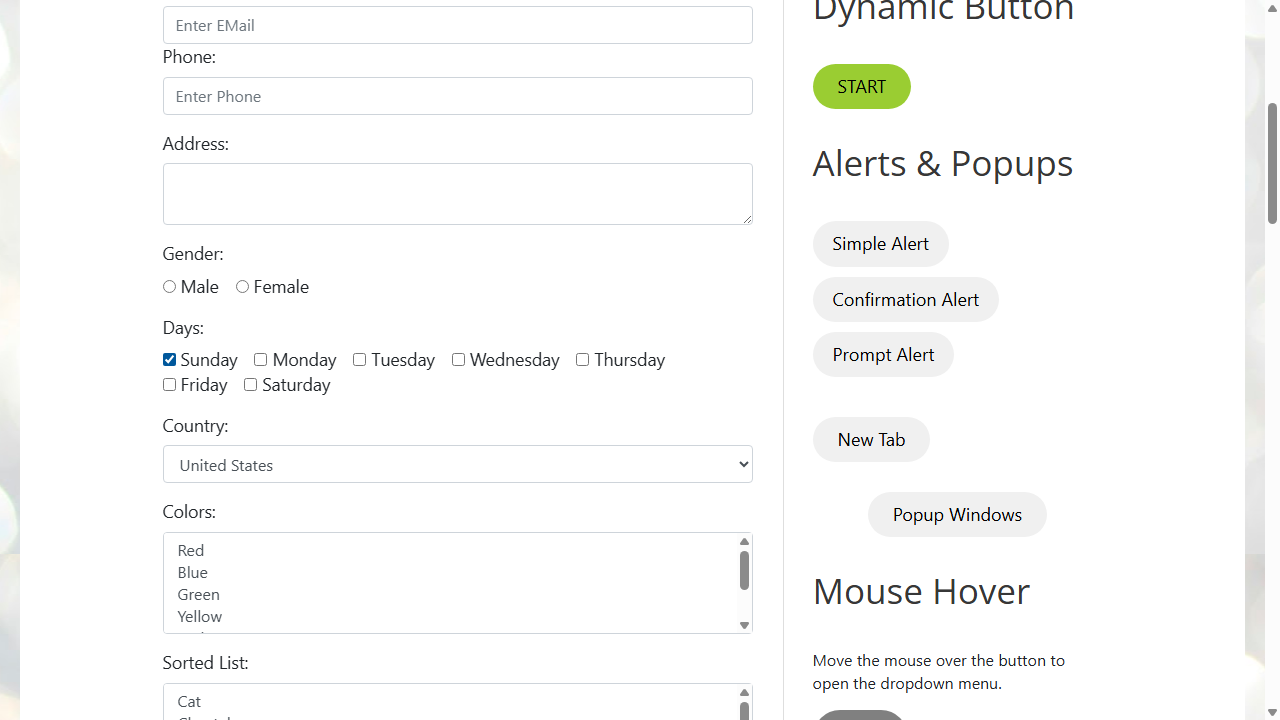 Enter EMail
Phone:
Enter Phone
Address:
Gender:
Male Female
Days:
Sunday Monday Tuesday Wednesday Thursday
Friday Saturday
Country:
United States
Colors:
Red
Blue
Green
Yellow
Sorted List:
Cat
Dynamic Button
START
Alerts & Popups
Simple Alert
Confirmation Alert
Prompt Alert
New Tab
Popup Windows
Mouse Hover
Move the mouse over the button to
open the dropdown menu.